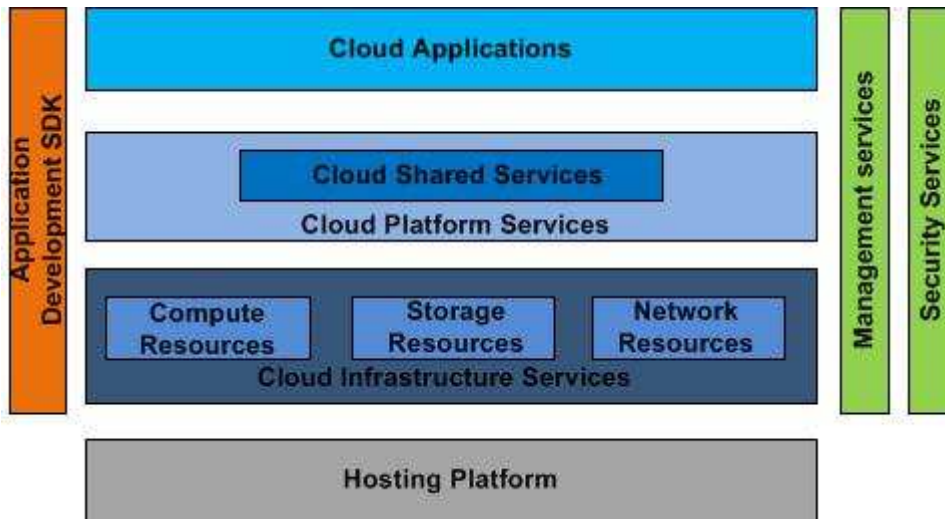 Cloud Applications
Application
Development SDK
Cloud Shared Services
Cloud Platform Services
Compute
Resources
Storage
Resources
Network
Resources
Cloud Infrastructure Services
Management services
Security Services
Hosting Platform